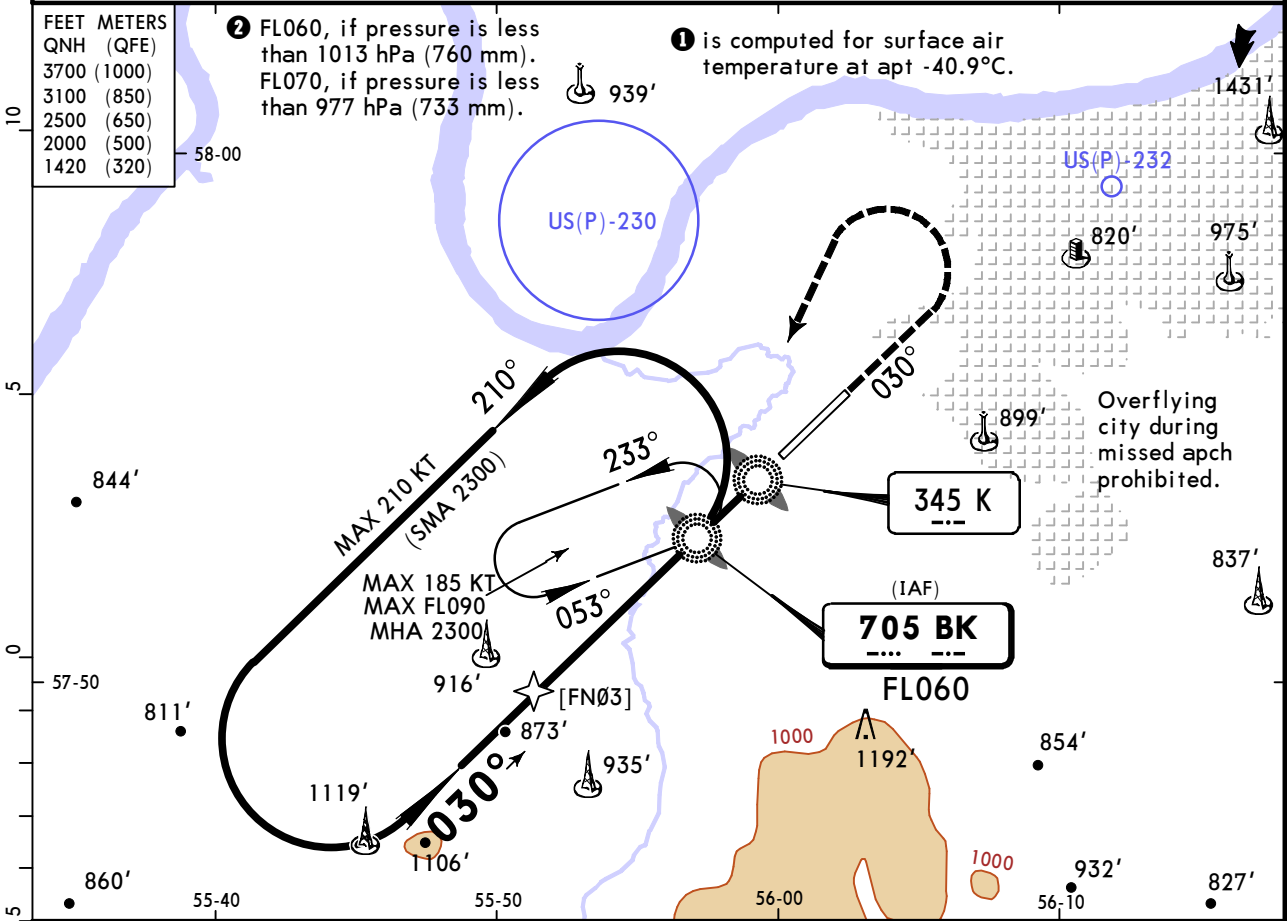 FEET METERS
QNH (QFE)
3700 (1000)
3100 (850)
2500 (650)
2000 (500)
1420 (320)
2 FL060, if pressure is less
than 1013 hPa (760 mm).
FL070, if pressure is less
than 977 hPa (733 mm).
1 is computed for surface air
temperature at apt -40.9°C.
939'
1431'
10
58-00
US(P)-232
US(P)-230
820'
975'
030°
5
210°
Overflying
city during
missed apch
prohibited.
899'
233°
844'
MAX 210 KT
(SMA 2300)
345 K
837'
MAX 185 KT
MAX FL090
MHA 2300
053°
(IAF)
705 BK
FL060
0
57-50
916'
[FNØ3]
811'
873'
1000
854'
1192'
935'
1119'
030°
1106'
1000
932'
860'
827'
5
55-40
55-50
56-00
56-10